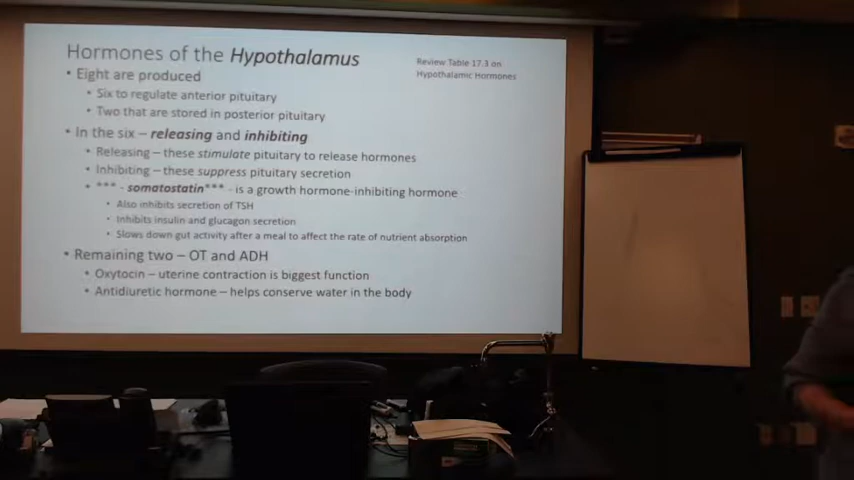 Hormones of the Hypothalamus
Review Table 17.3 on
Hypothalamic Hormones
• Eight are produced
• Six to regulate anterior pituitary
• Two that are stored in posterior pituitary
• In the six – releasing and inhibiting
• Releasing – these stimulate pituitary to release hormones
• Inhibiting – these suppress pituitary secretion
• *** - somatostatin*** - is a growth hormone-inhibiting hormone
• Also inhibits secretion of TSH
• Inhibits insulin and glucagon secretion
• Slows down gut activity after a meal to affect the rate of nutrient absorption
• Remaining two – OT and ADH
• Oxytocin – uterine contraction is biggest function
• Antidiuretic hormone – helps conserve water in the body